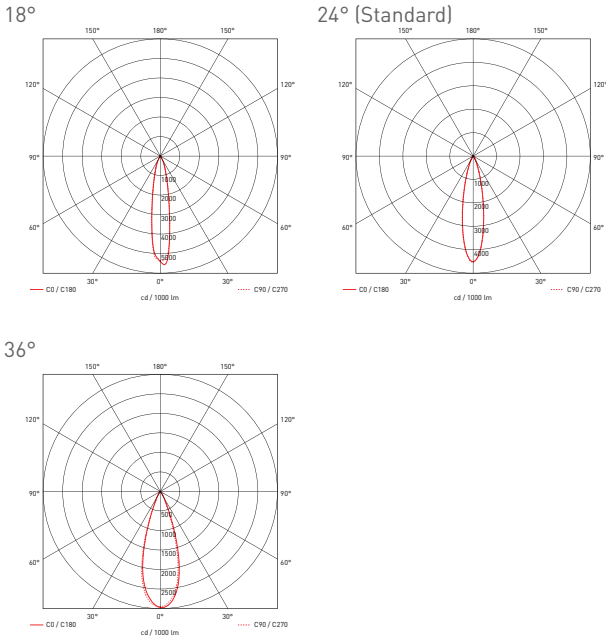 18°
24° (Standard)
150° 180° 150°
150° 180° 150°
120° 120°
120° 120°
90° 90°
90° 90°
1000
2000
3000
4000
5000
1000
2000
3000
4000
60° 60°
60° 60°
30° 0° 30°
30° 0° 30°
C0 / C180 C90 / C270
C0 / C180 C90 / C270
cd / 1000 lm
cd / 1000 lm
36°
150° 180° 150°
120° 120°
90° 90°
500
1000
1500
2000
2500
60° 60°
30° 0° 30°
C0 / C180 C90 / C270
cd / 1000 lm